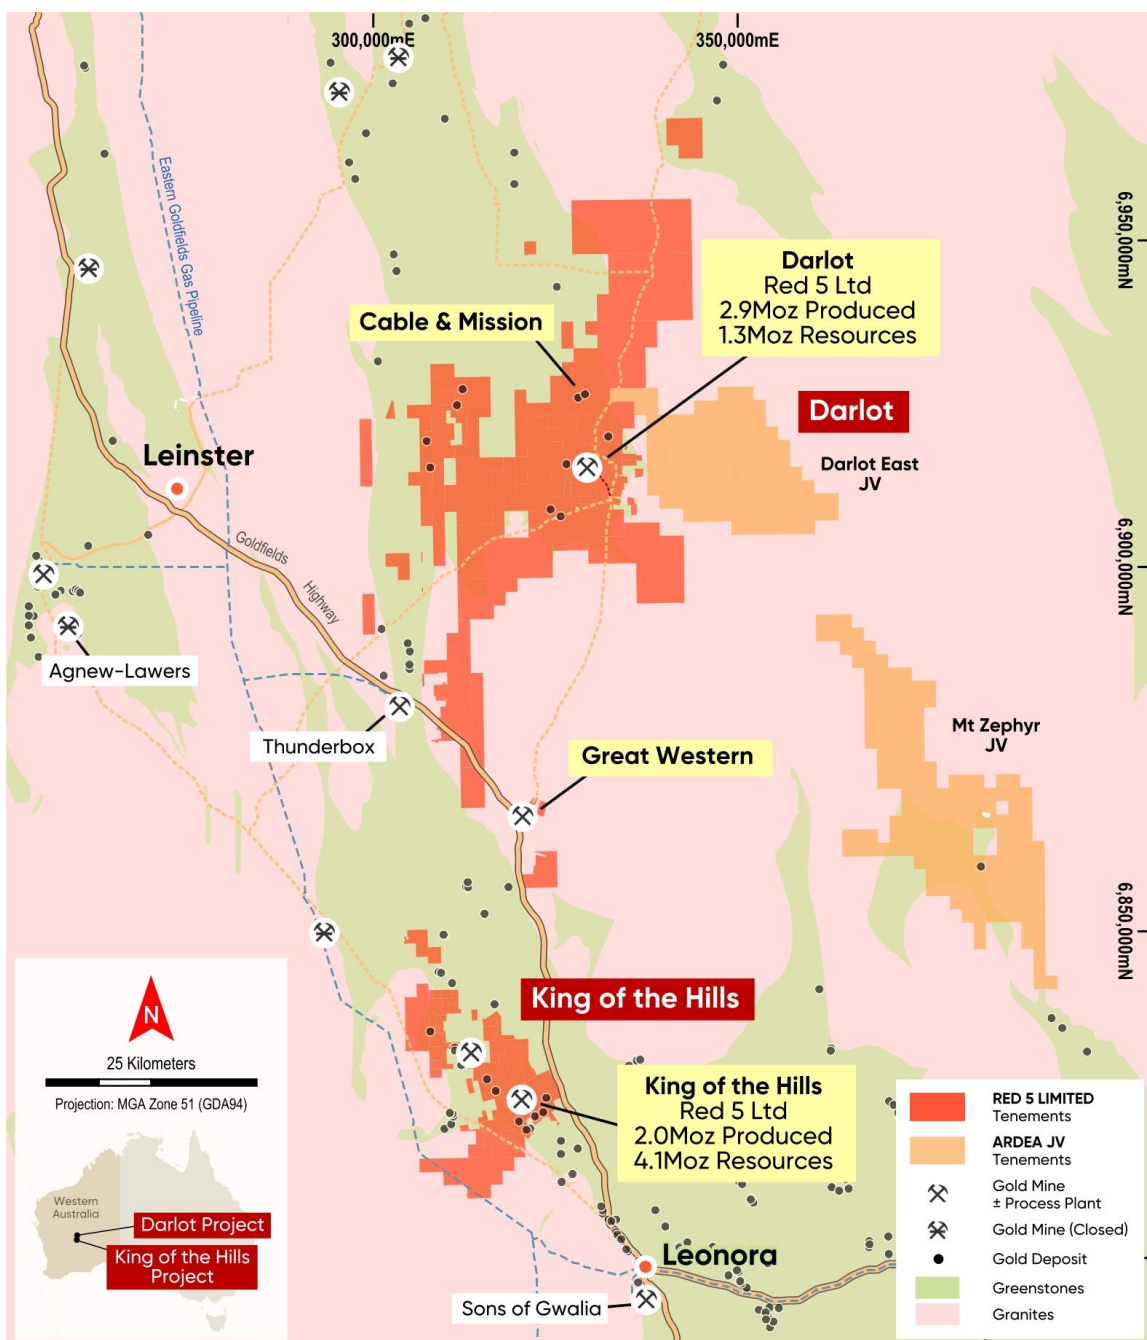 300,000mE
350,000mE
Eastern Goldfields Gas Pipeline
6,950,000mN
Darlot
Red 5 Ltd
2.9Moz Produced
1.3Moz Resources
Cable & Mission
Darlot
Leinster
Darlot East
JV
Goldfields
Highway
6,900,000mN
Agnew-Lawers
Thunderbox
Mt Zephyr
JV
Great Western
6,850,000mN
King of the Hills
N
25 Kilometers
Projection: MGA Zone 51 (GDA94)
King of the Hills
Red 5 Ltd
2.0Moz Produced
4.1Moz Resources
Western
Australia
Darlot Project
King of the Hills
Project
Leonora
Sons of Gwalia
RED 5 LIMITED
Tenements
ARDEA JV
Tenements
Gold Mine
± Process Plant
Gold Mine (Closed)
Gold Deposit
Greenstones
Granites